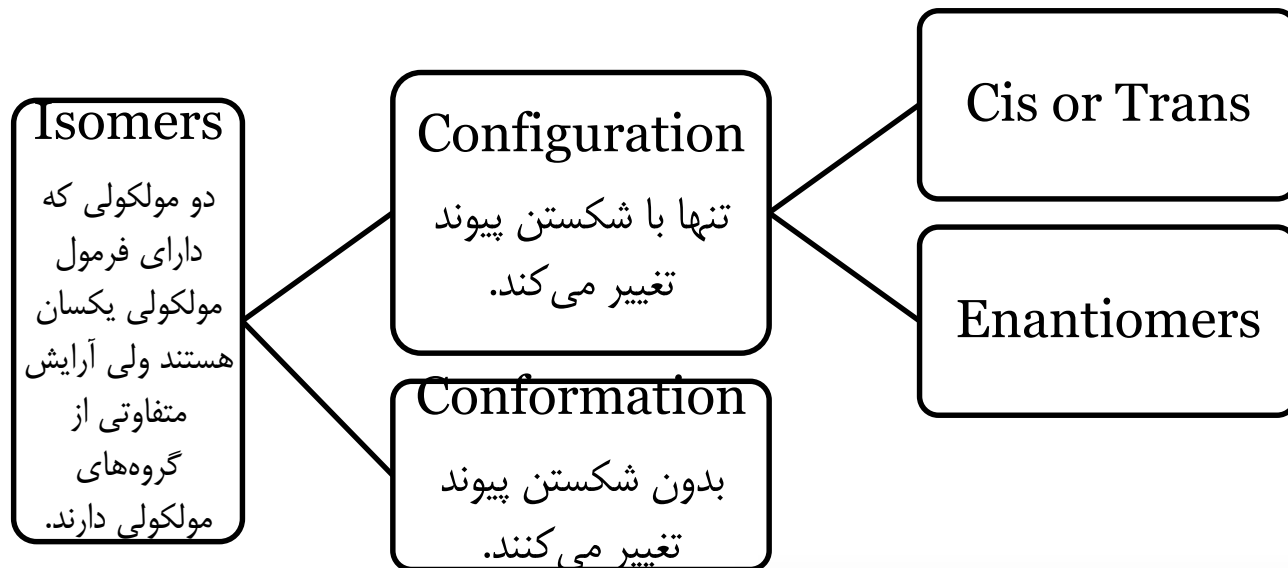 Isomers
دو مولکولی که
دارای فرمول
مولکولی یکسان
هستند ولی آرایش
متفاوتی از
گروه‌های
مولکولی دارند.
Configuration
تنها با شکستن پیوند
تغییر می‌کند.
Conformation
بدون شکستن پیوند
تغییر می‌کنند.
Cis or Trans
Enantiomers